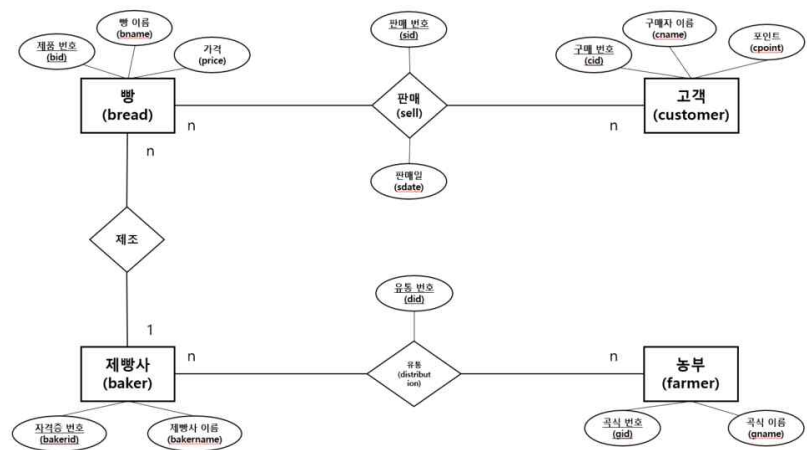 빵 이름
(bname)
제품 번호
(bid)
가격
(price)
판매 번호
(sid)
구매자 이름
(cname)
구매 번호
(cid)
포인트
(cpoint)
빵
(bread)
n
판매
(sell)
n
고객
(customer)
n
판매일
(sdate)
제조
유통 번호
(did)
1
제빵사
(baker)
n
유통
(distribut
ion)
n
농부
(farmer)
자격증 번호
(bakerid)
제빵사 이름
(bakername)
곡식 번호
(gid)
곡식 이름
(gname)